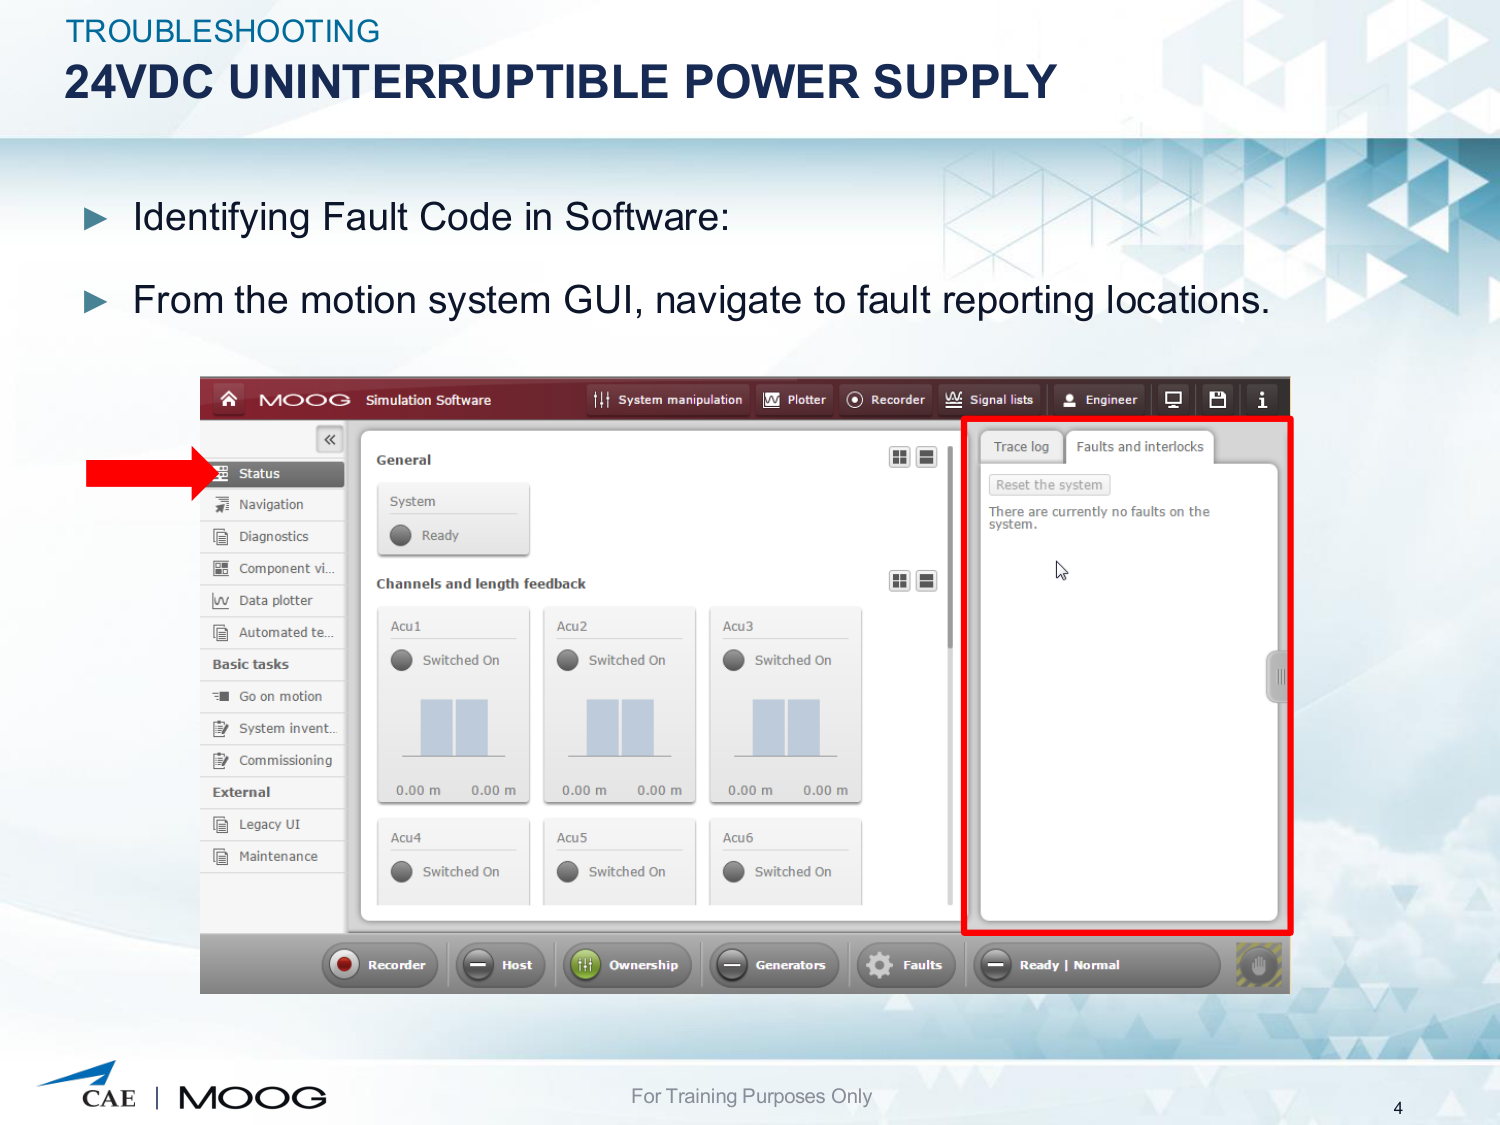 TROUBLESHOOTING
24VDC UNINTERRUPTIBLE POWER SUPPLY
Identifying Fault Code in Software:
From the motion system GUI, navigate to fault reporting locations.
MOOG Simulation Software
System manipulation
Plotter
Recorder
Signal lists
Engineer
Status
Navigation
Diagnostics
Component vi...
Data plotter
Automated te...
Basic tasks
Go on motion
System invent...
Commissioning
External
Legacy UI
Maintenance
General
System
Ready
Channels and length feedback
Acu1
Switched On
0.00 m 0.00 m
Acu2
Switched On
0.00 m 0.00 m
Acu3
Switched On
0.00 m 0.00 m
Acu4
Switched On
Acu5
Switched On
Acu6
Switched On
Trace log
Faults and interlocks
Reset the system
There are currently no faults on the
system.
Recorder
Host
Ownership
Generators
Faults
Ready | Normal
CAE | MOOG
For Training Purposes Only
4